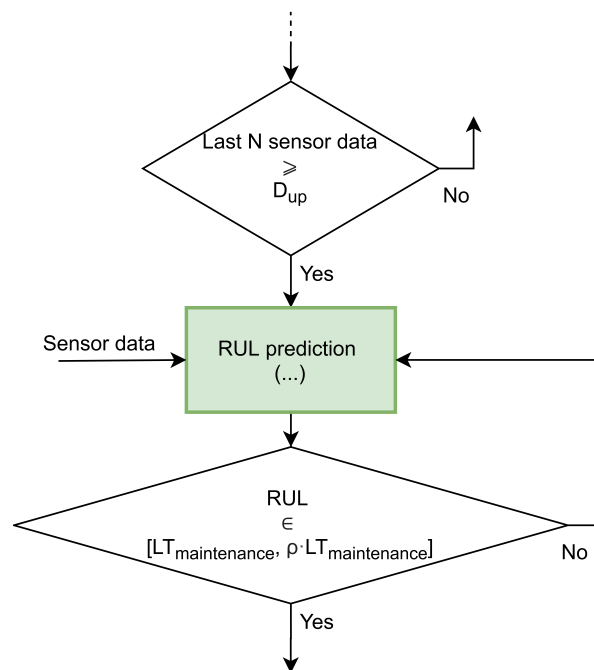 Last N sensor data
⩾
D_up
No
Yes
Sensor data
RUL prediction
(...)
RUL
∈
[LT_maintenance, ρ·LT_maintenance]
No
Yes